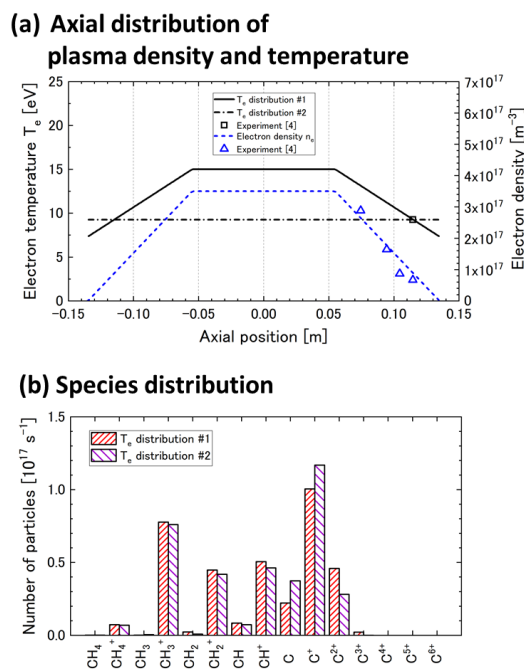 (a) Axial distribution of
plasma density and temperature
Electron temperature Tₑ [eV]
25
20
15
10
5
0
Tₑ distribution #1
Tₑ distribution #2
Experiment [4]
Electron density nₑ
Experiment [4]
7x10¹⁷
6x10¹⁷
5x10¹⁷
4x10¹⁷
3x10¹⁷
2x10¹⁷
1x10¹⁷
0
Electron density [m⁻³]
−0.15 −0.10 −0.05 0.00 0.05 0.10 0.15
Axial position [m]
(b) Species distribution
Number of particles [10¹⁷ s⁻¹]
1.5
1.0
0.5
0.0
Tₑ distribution #1
Tₑ distribution #2
CH₄ CH₄⁺ CH₃ CH₃⁺ CH₂ CH₂⁺ CH CH⁺ C C⁺ C²⁺ C³⁺ C⁴⁺ C⁵⁺ C⁶⁺